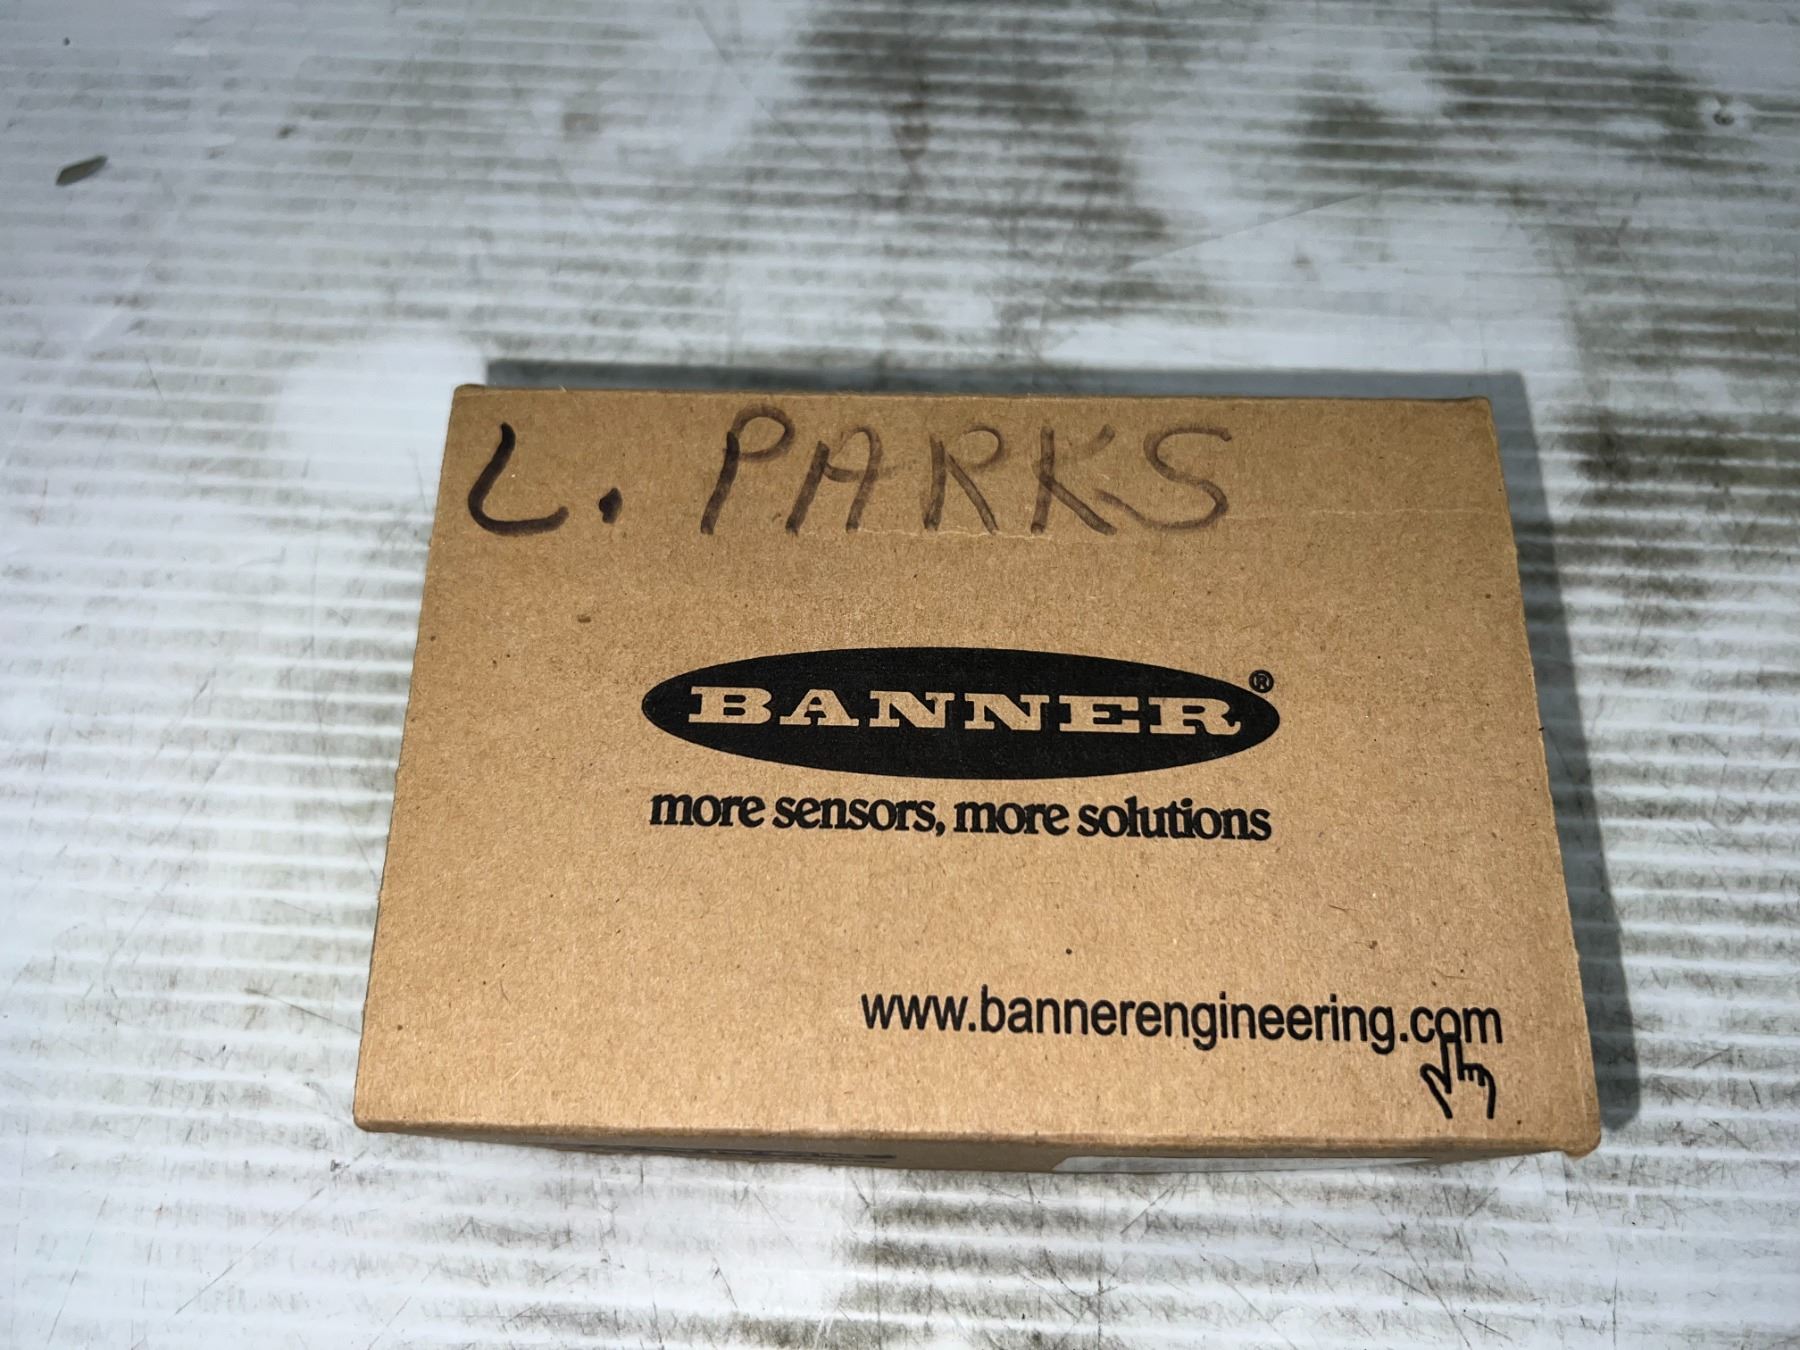 L. PARKS
BANNER®
more sensors, more solutions
www.bannerengineering.com